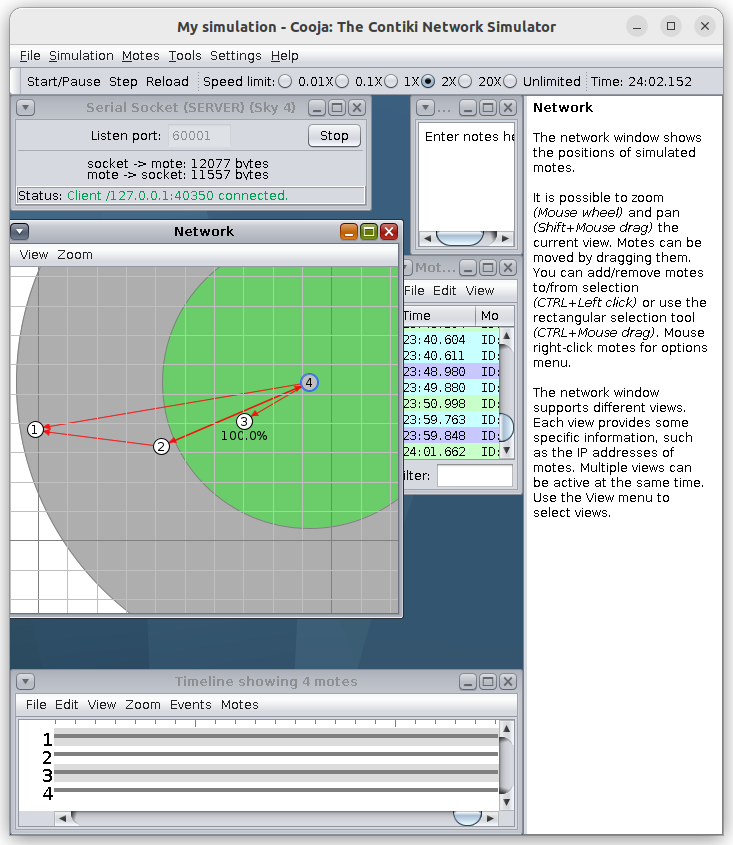 My simulation - Cooja: The Contiki Network Simulator
File Simulation Motes Tools Settings Help
Start/Pause Step Reload Speed limit: 0.01X 0.1X 1X 2X 20X Unlimited Time: 24:02.152
Serial Socket (SERVER) (Sky 4)
Listen port: 60001 Stop
socket -> mote: 12077 bytes
mote -> socket: 11557 bytes
Status: Client /127.0.0.1:40350 connected.
...
Enter notes he
Network
View Zoom
4
3
1
100.0%
2
Mot...
File Edit View
Time Mo
23:40.604 ID:
23:40.611 ID:
23:48.980 ID:
23:49.880 ID:
23:50.998 ID:
23:59.763 ID:
23:59.848 ID:
24:01.662 ID:
ilter:
Timeline showing 4 motes
File Edit View Zoom Events Motes
1
2
3
4
Network
The network window shows
the positions of simulated
motes.
It is possible to zoom
(Mouse wheel) and pan
(Shift+Mouse drag) the
current view. Motes can be
moved by dragging them.
You can add/remove motes
to/from selection
(CTRL+Left click) or use the
rectangular selection tool
(CTRL+Mouse drag). Mouse
right-click motes for options
menu.
The network window
supports different views.
Each view provides some
specific information, such
as the IP addresses of
motes. Multiple views can
be active at the same time.
Use the View menu to
select views.